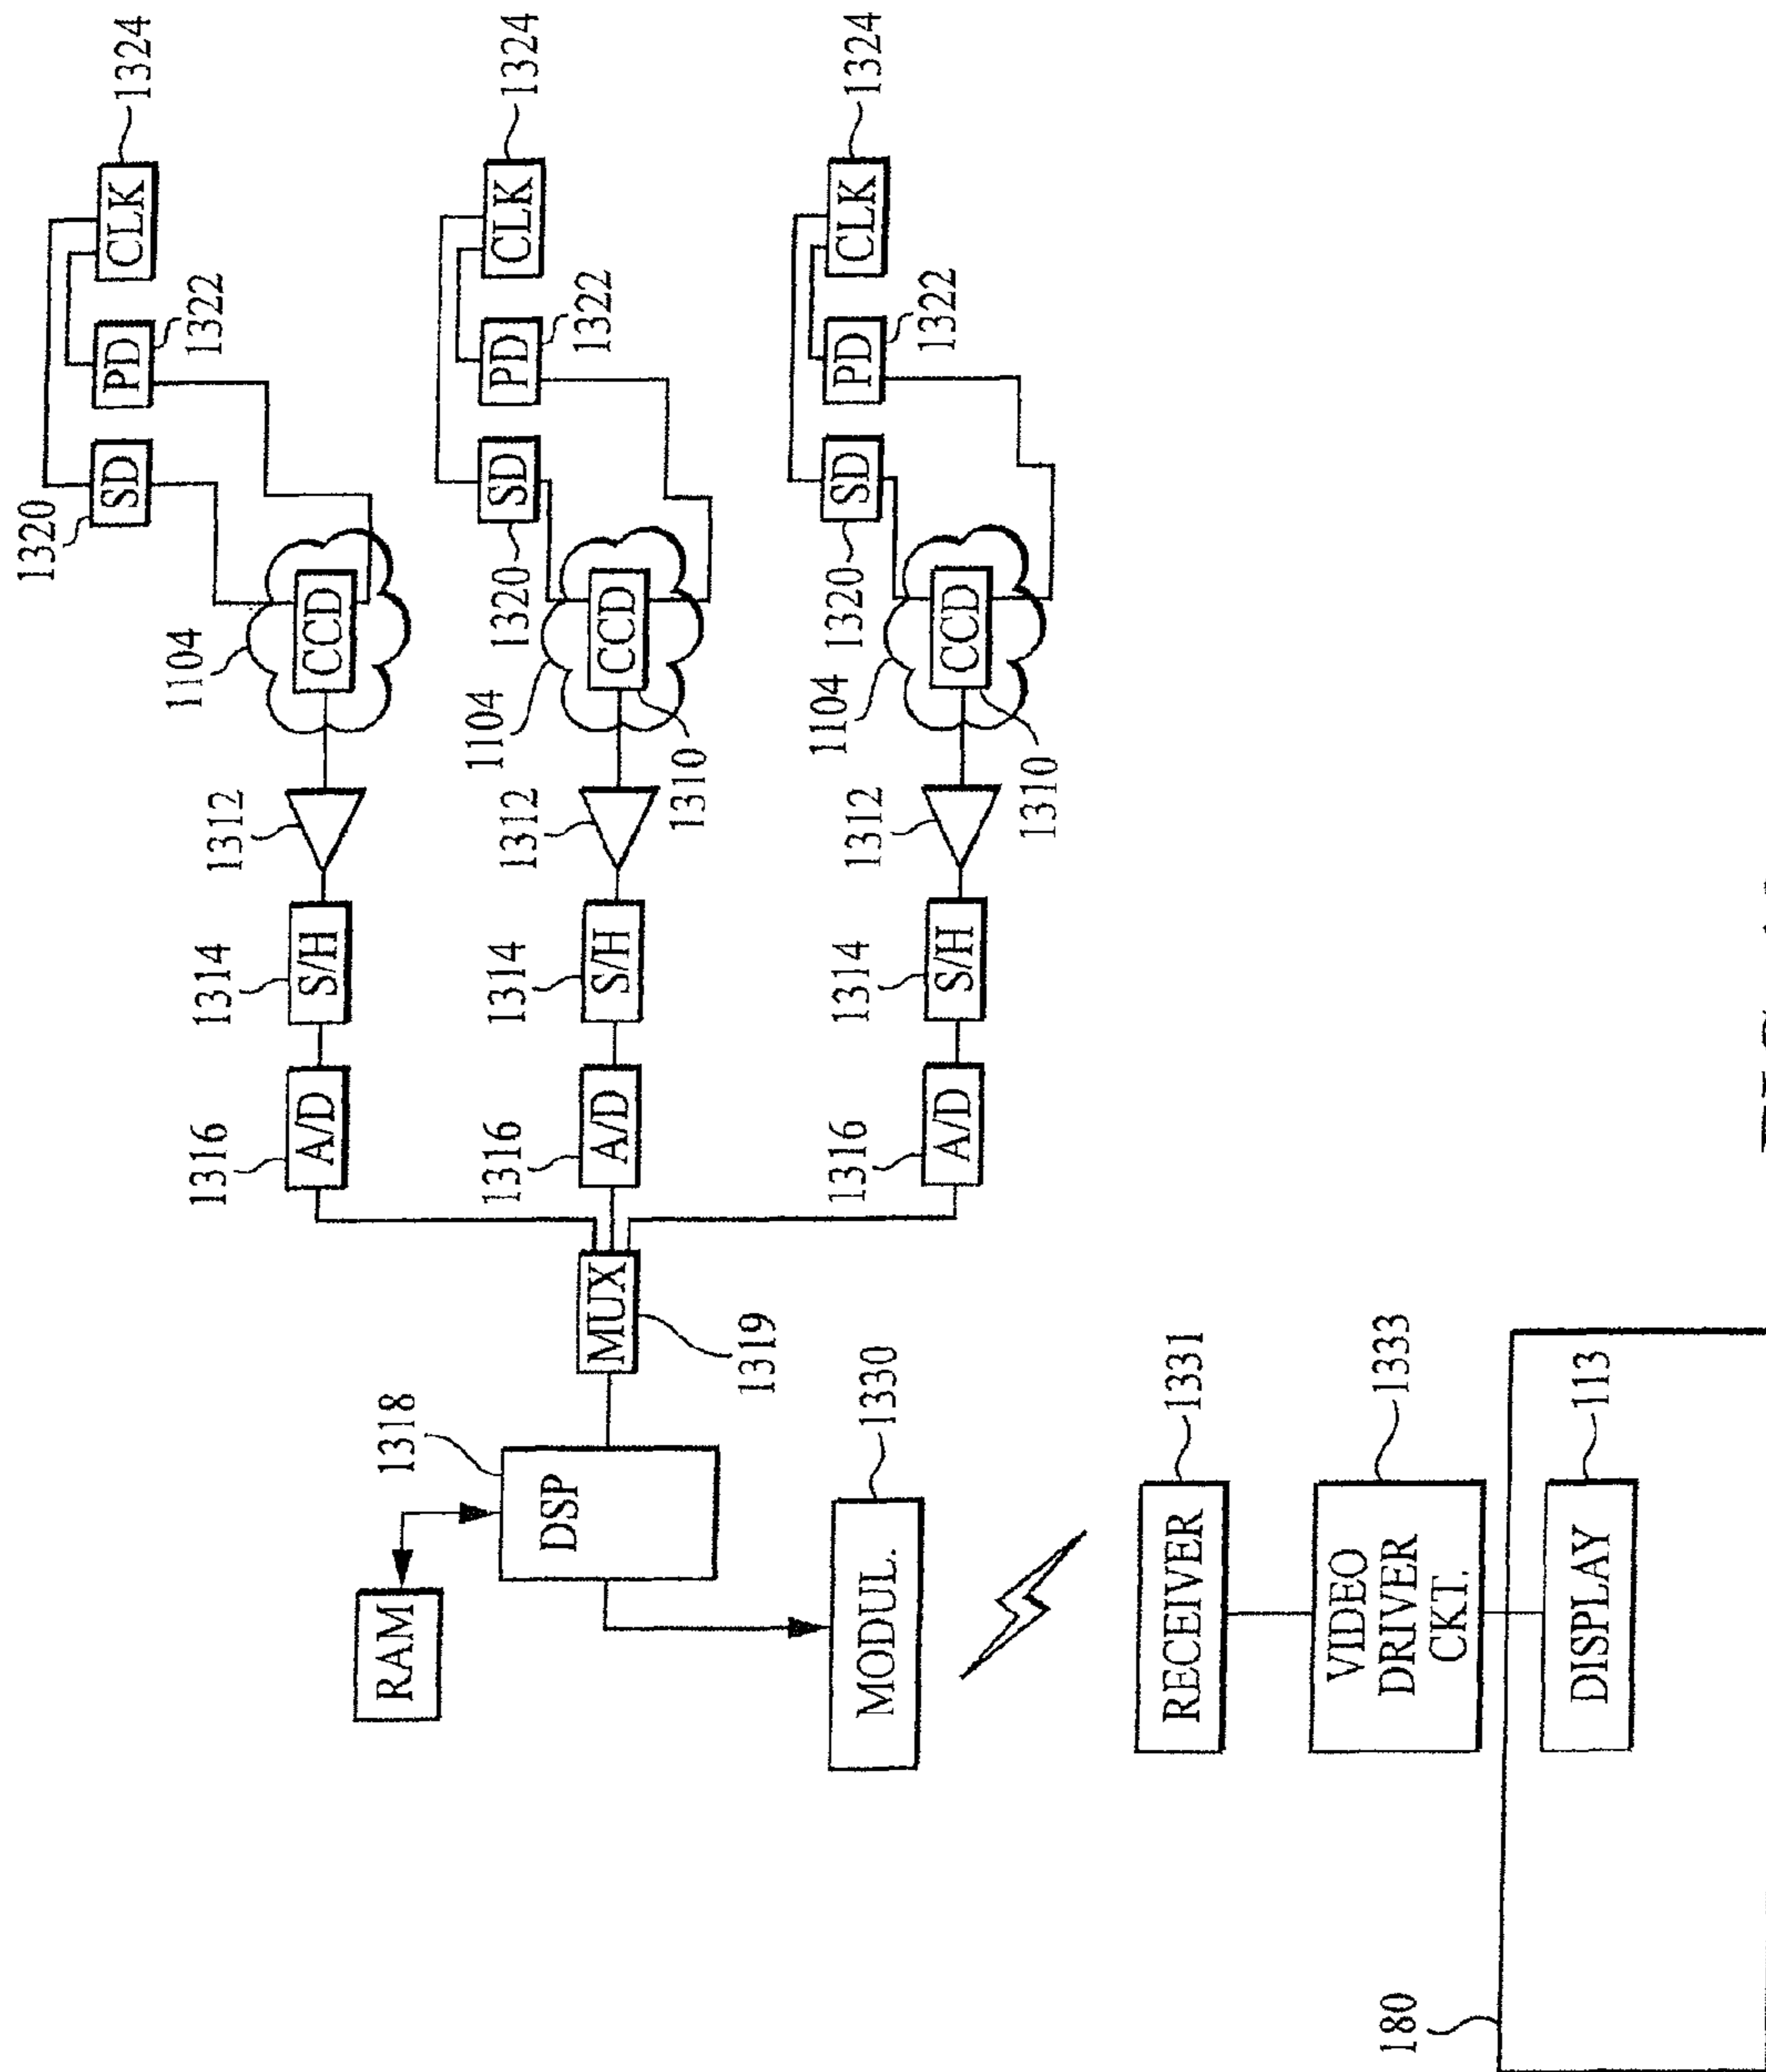 1324
CLK
1322
PD
SD
1320
1104
CCD
1312
S/H
1314
A/D
1316
1324
CLK
1322
PD
SD
1320
1104
CCD
1310
1312
S/H
1314
A/D
1316
1324
CLK
1322
PD
SD
1320
1104
CCD
1310
1312
S/H
1314
A/D
1316
MUX
1319
1318
DSP
RAM
1330
MODUL.
1331
RECEIVER
1333
VIDEO
DRIVER
CKT.
113
DISPLAY
180